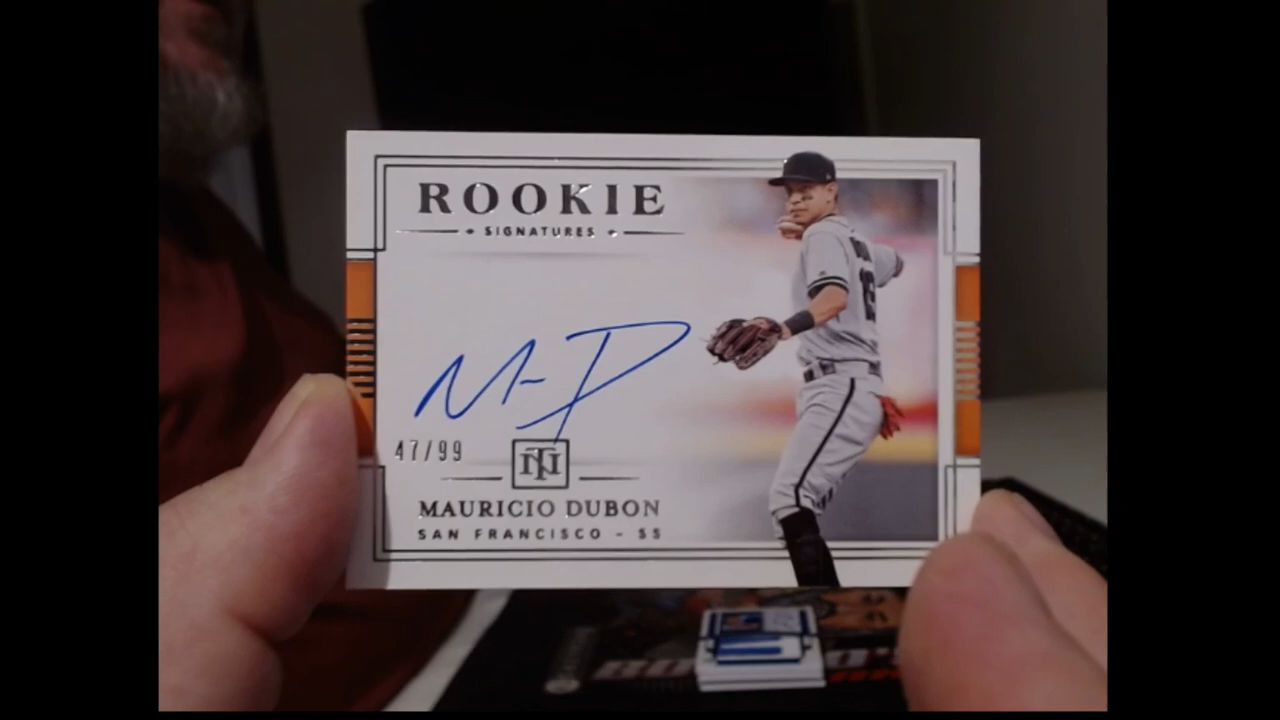 ROOKIE
SIGNATURES
47/99
MAURICIO DUBON
SAN FRANCISCO - SS